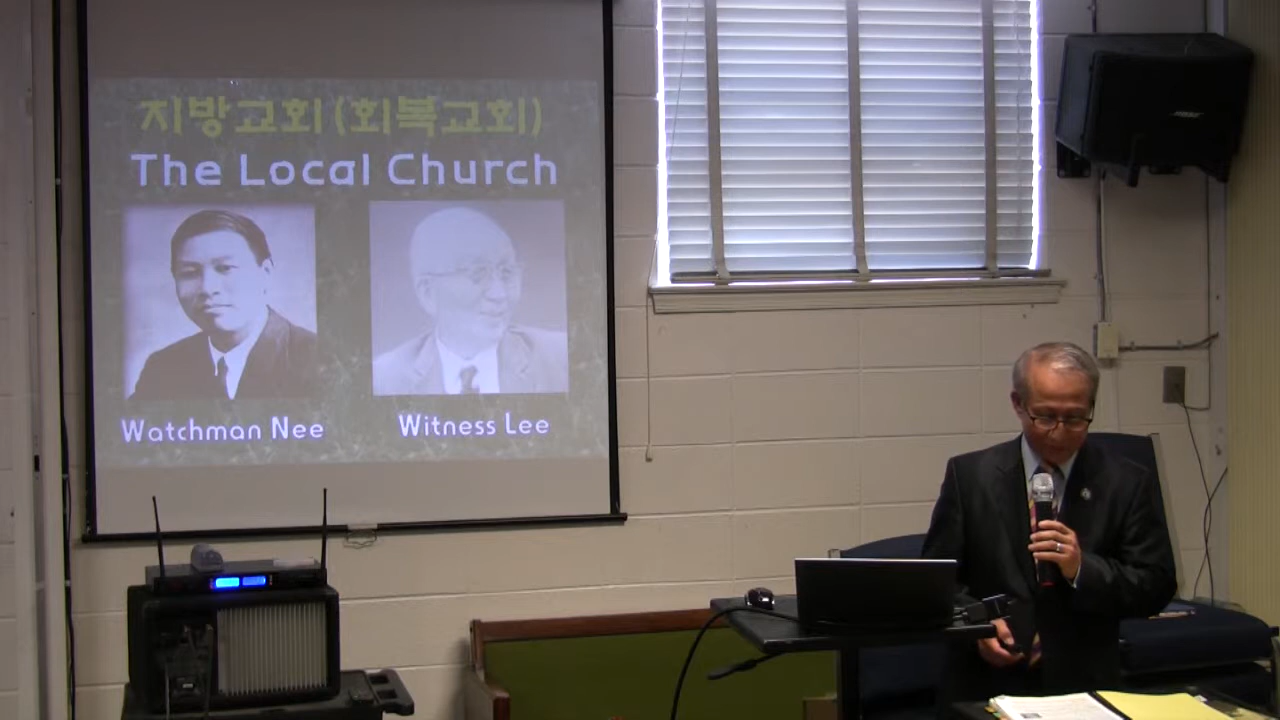 지방교회(회복교회)
The Local Church
Watchman Nee
Witness Lee